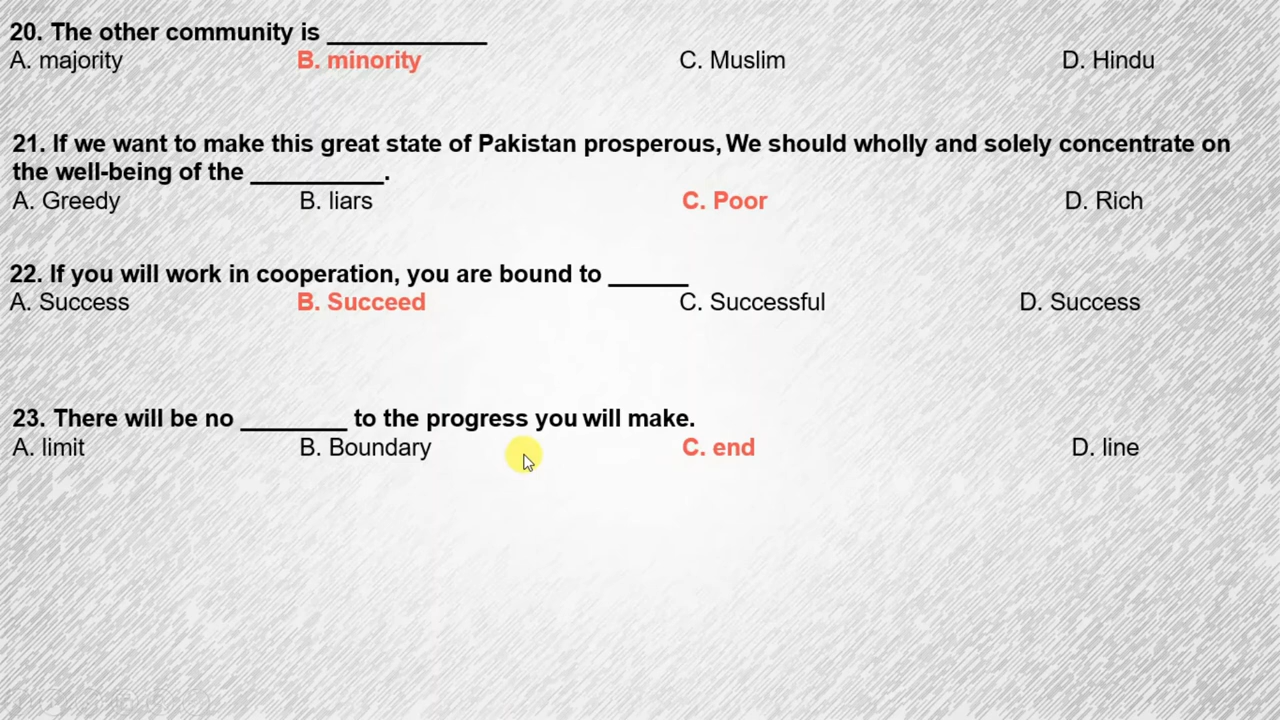 20. The other community is ____________
A. majority B. minority C. Muslim D. Hindu
21. If we want to make this great state of Pakistan prosperous, We should wholly and solely concentrate on
the well-being of the __________.
A. Greedy B. liars C. Poor D. Rich
22. If you will work in cooperation, you are bound to ______
A. Success B. Succeed C. Successful D. Success
23. There will be no ________ to the progress you will make.
A. limit B. Boundary C. end D. line